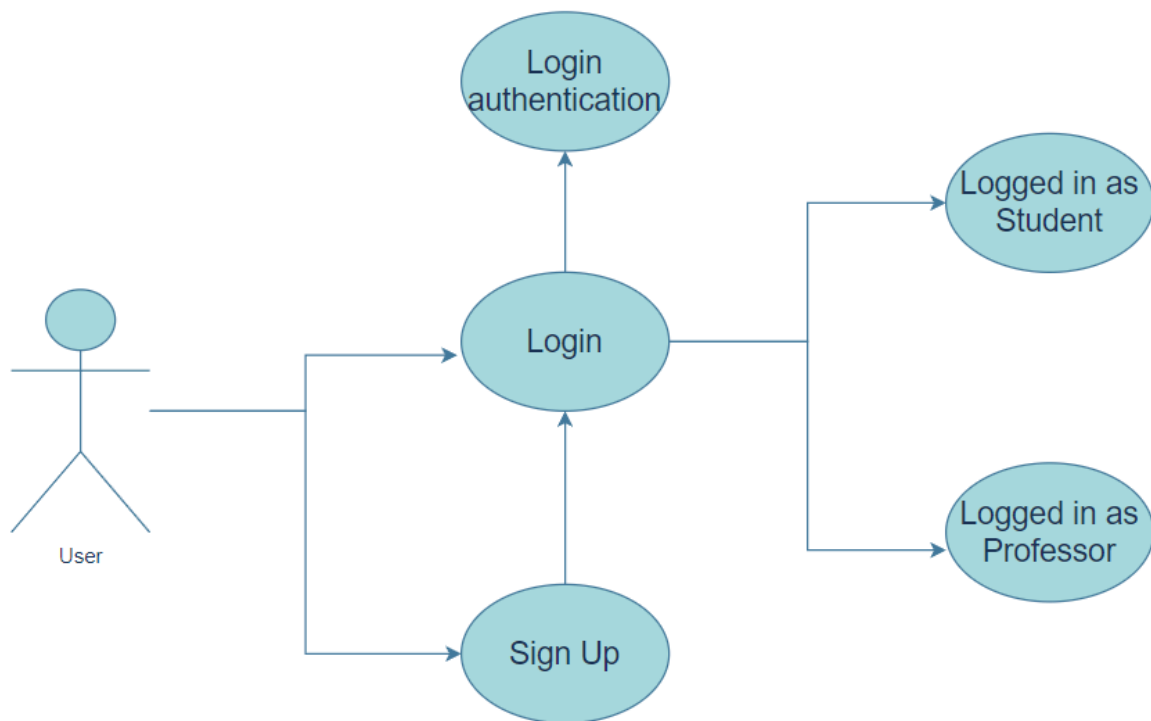 Login
authentication
Logged in as
Student
Login
User
Logged in as
Professor
Sign Up